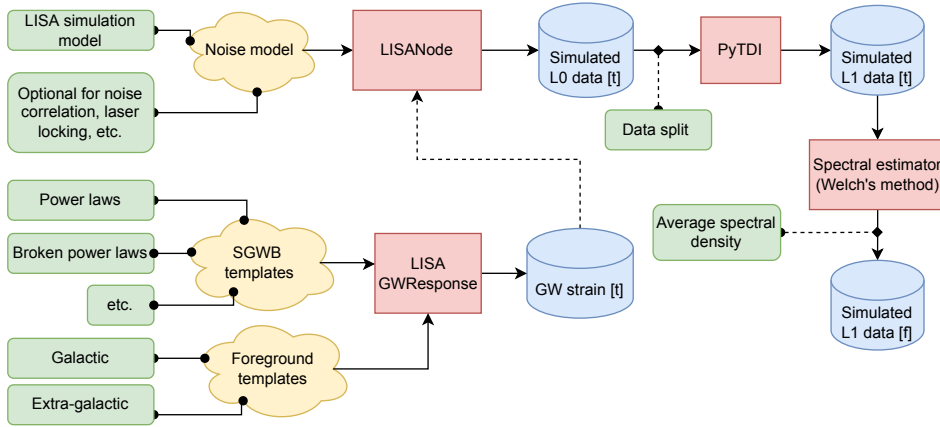 LISA simulation
model
Noise model
LISANode
Simulated
L0 data [t]
PyTDI
Simulated
L1 data [t]
Optional for noise
correlation, laser
locking, etc.
Data split
Spectral estimator
(Welch's method)
Power laws
Broken power laws
etc.
SGWB
templates
LISA
GWResponse
GW strain [t]
Average spectral
density
Simulated
L1 data [f]
Galactic
Extra-galactic
Foreground
templates